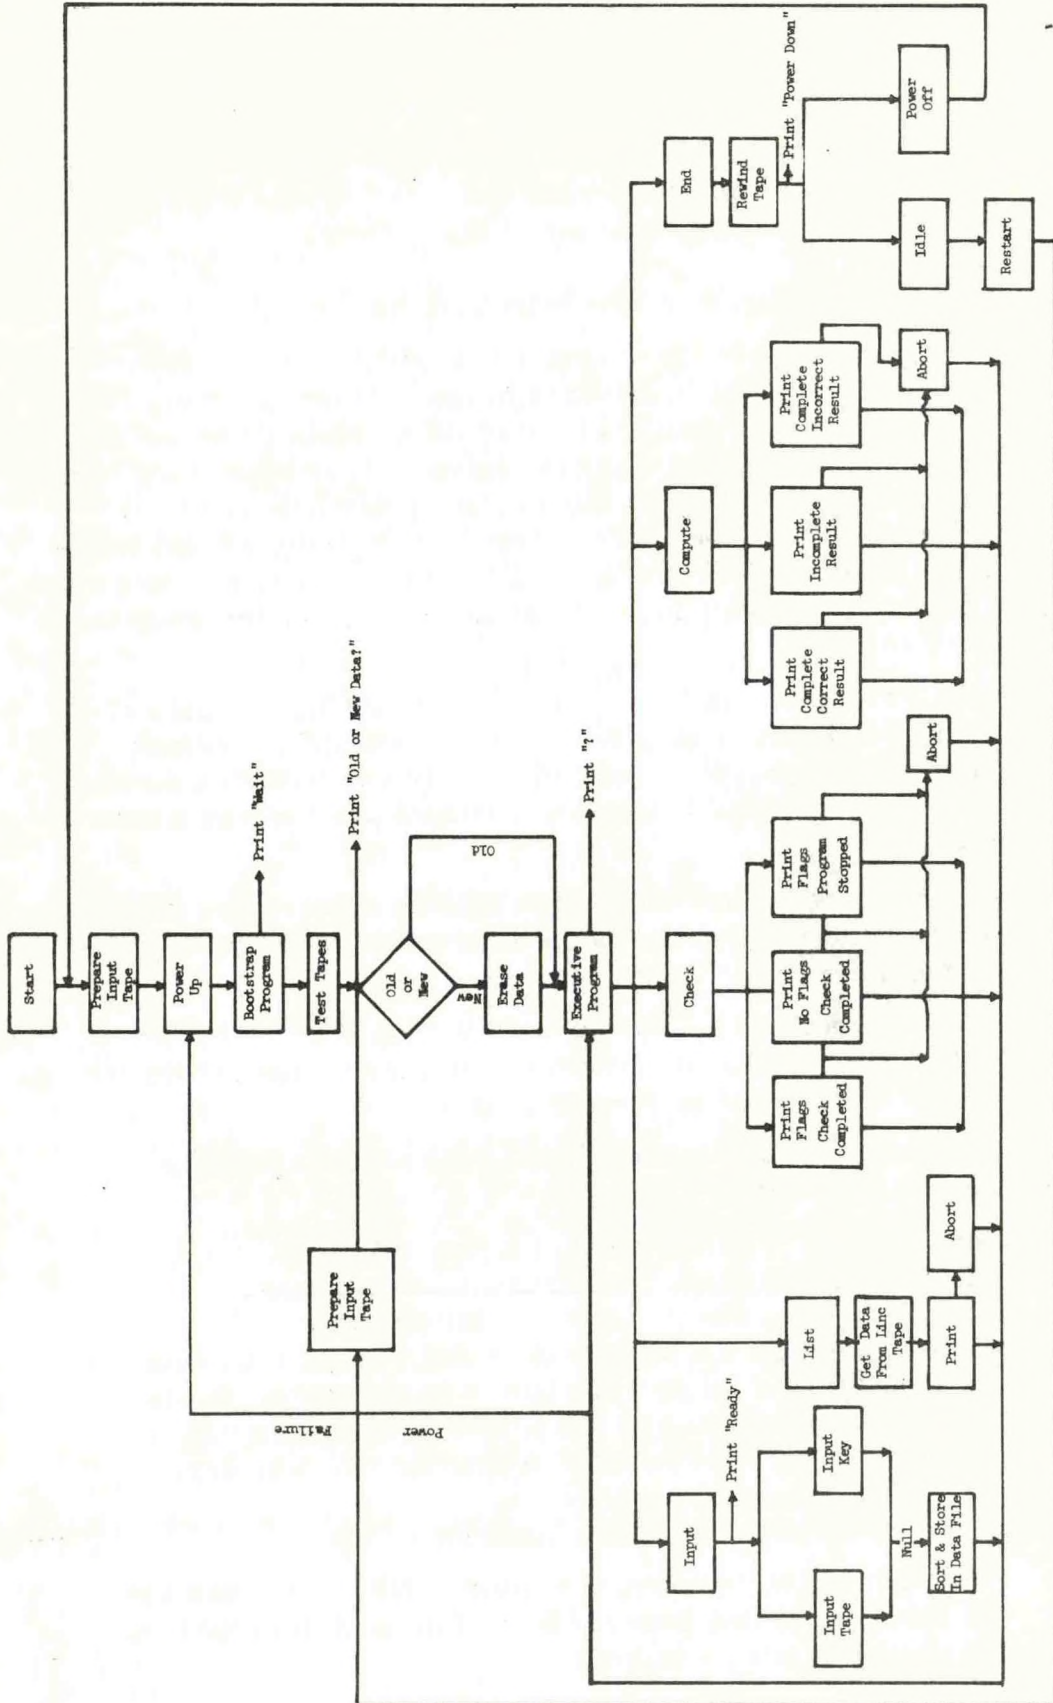 Start
Prepare
Input
Tape
Power
Up
Bootstrap
Program
Print "Wait"
Test Tapes
Print "Old or New Data?"
Prepare
Input
Tape
Old
or
New
Old
New
Erase
Data
Executive
Program
Print "?"
Power
Failure
Input
Print "Ready"
Input
Tape
Input
Key
Null
Sort & Store
In Data File
List
Get Data
From Linc
Tape
Print
Abort
Check
Print
Flags
Check
Completed
Print
No Flags
Check
Completed
Print
Flags
Program
Stopped
Abort
Compute
Print
Complete
Correct
Result
Print
Incomplete
Result
Print
Complete
Incorrect
Result
Abort
End
Rewind
Tape
Print "Power Down"
Idle
Restart
Power
Off